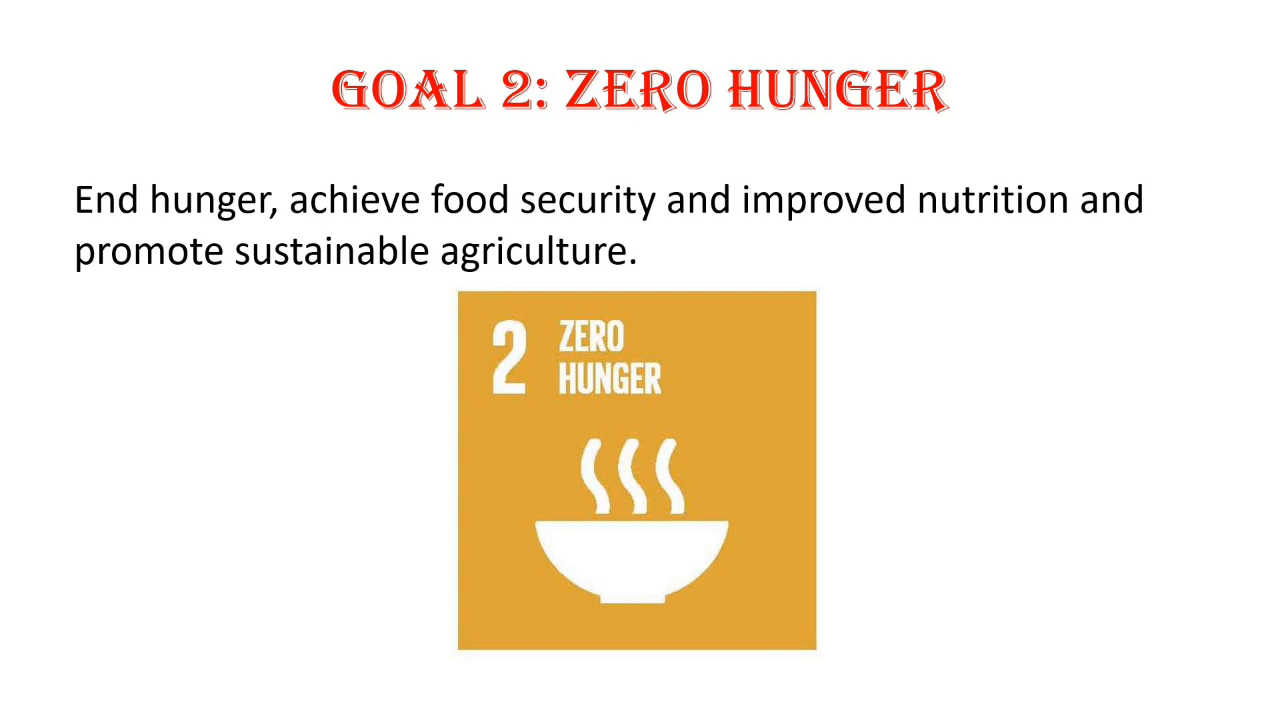 GOAL 2: ZERO HUNGER
End hunger, achieve food security and improved nutrition and
promote sustainable agriculture.
2 ZERO
HUNGER